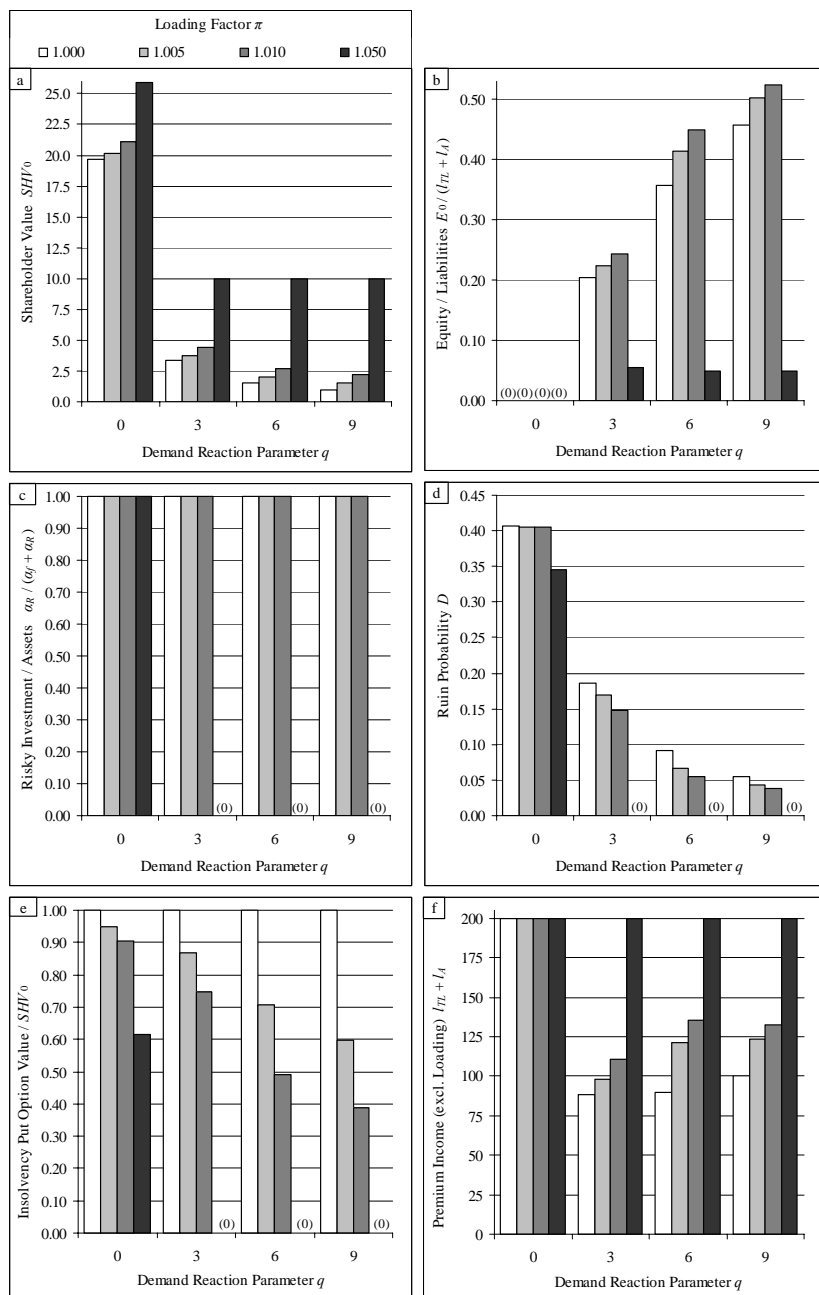 Loading Factor π
1.000 1.005 1.010 1.050
a
Shareholder Value SHV0
25.0
22.5
20.0
17.5
15.0
12.5
10.0
7.5
5.0
2.5
0.0
0 3 6 9
Demand Reaction Parameter q
b
Equity / Liabilities E0 / (lTL + lA)
0.50
0.40
0.30
0.20
0.10
0.00
(0)(0)(0)(0)
0 3 6 9
Demand Reaction Parameter q
c
Risky Investment / Assets αR / (αf + αR)
1.00
0.90
0.80
0.70
0.60
0.50
0.40
0.30
0.20
0.10
0.00
(0) (0) (0)
0 3 6 9
Demand Reaction Parameter q
d
Ruin Probability D
0.45
0.40
0.35
0.30
0.25
0.20
0.15
0.10
0.05
0.00
(0) (0) (0)
0 3 6 9
Demand Reaction Parameter q
e
Insolvency Put Option Value / SHV0
1.00
0.90
0.80
0.70
0.60
0.50
0.40
0.30
0.20
0.10
0.00
(0) (0) (0)
0 3 6 9
Demand Reaction Parameter q
f
Premium Income (excl. Loading) lTL + lA
200
175
150
125
100
75
50
25
0
0 3 6 9
Demand Reaction Parameter q